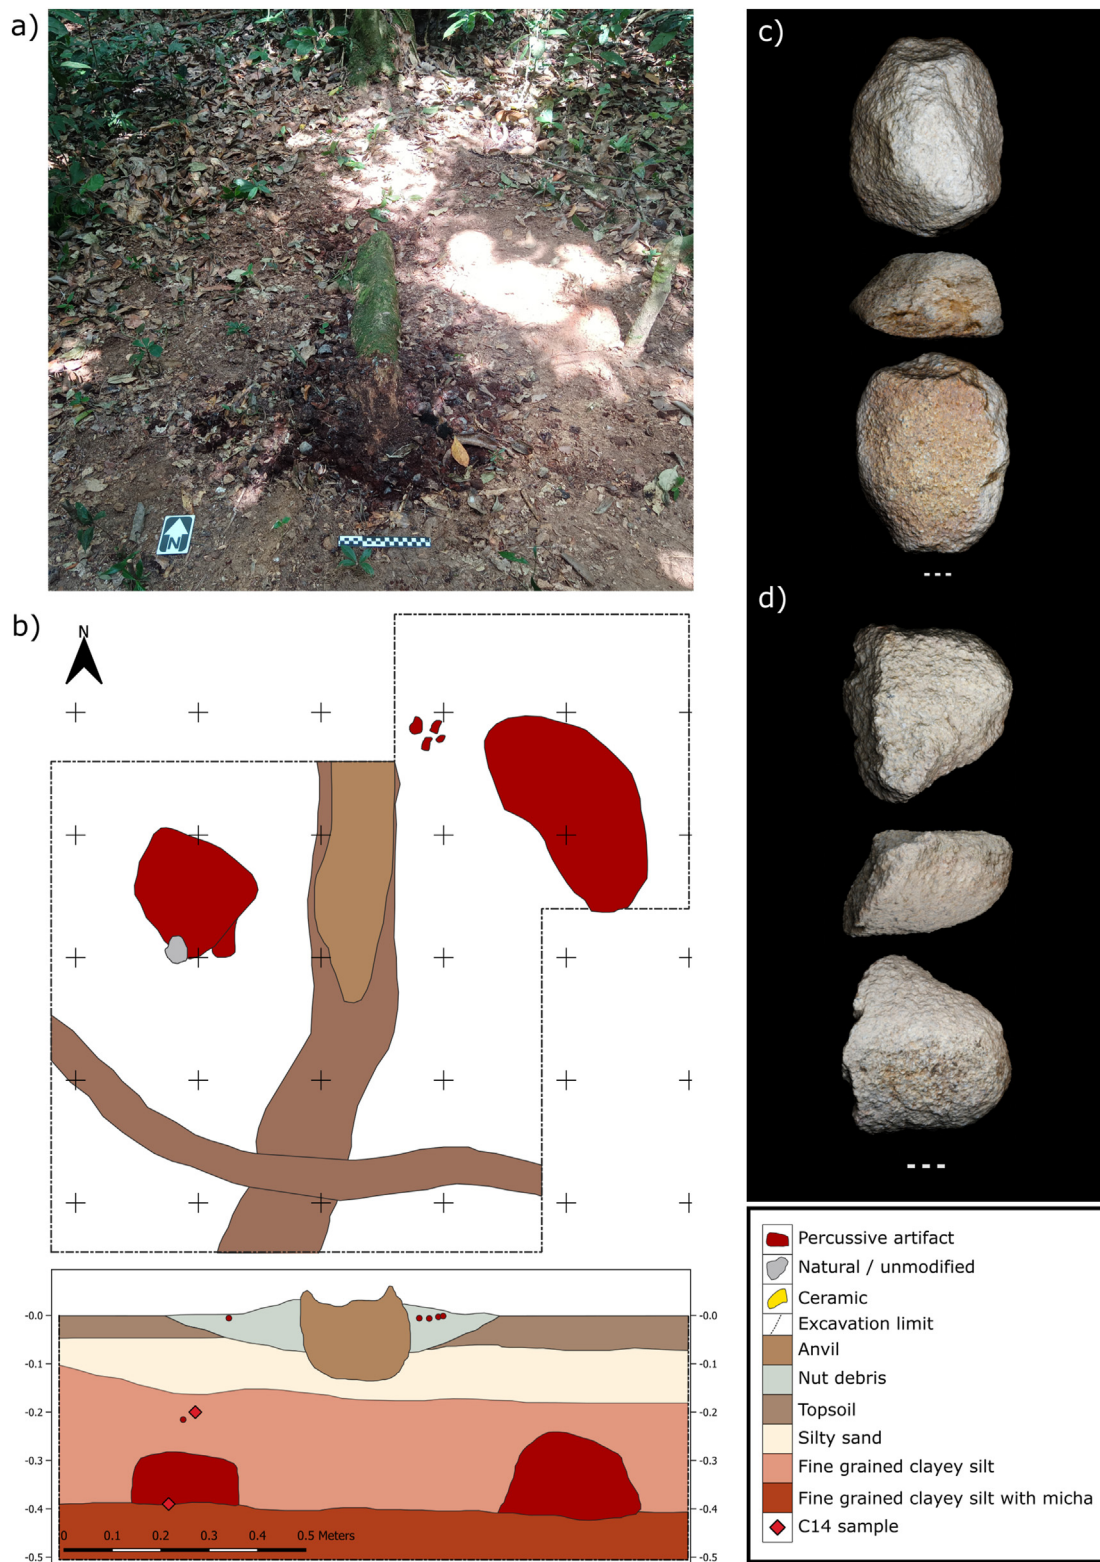 a)
N
b)
N
-0.0
-0.1
-0.2
-0.3
-0.4
-0.5
0 0.1 0.2 0.3 0.4 0.5 Meters
-0.0
-0.1
-0.2
-0.3
-0.4
-0.5
c)
d)
Percussive artifact
Natural / unmodified
Ceramic
Excavation limit
Anvil
Nut debris
Topsoil
Silty sand
Fine grained clayey silt
Fine grained clayey silt with micha
C14 sample